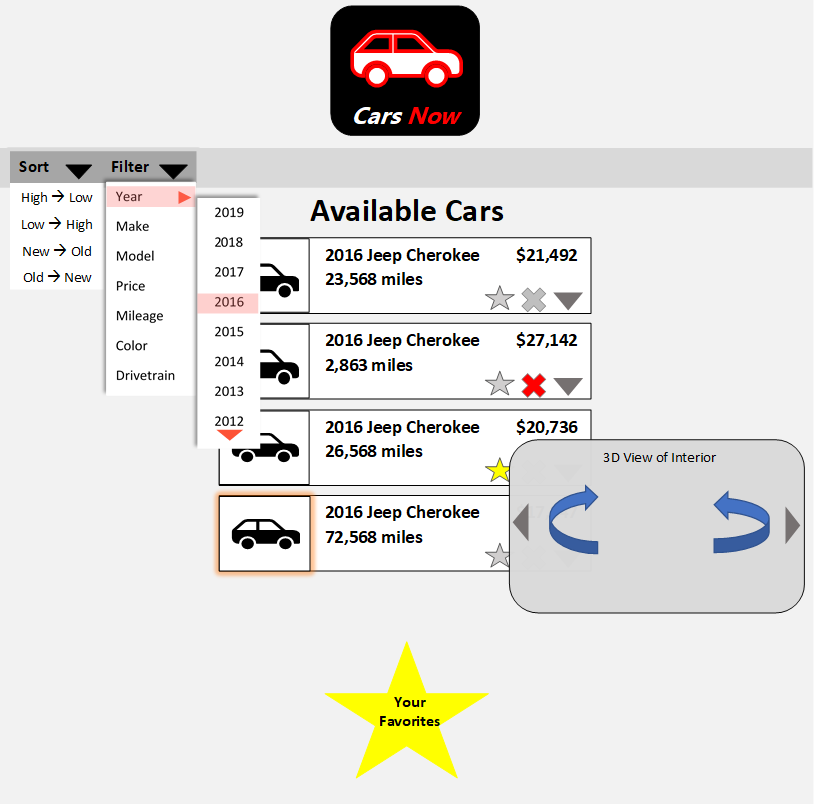 Cars Now
Sort
Filter
High → Low
Low → High
New → Old
Old → New
Year
Make
Model
Price
Mileage
Color
Drivetrain
2019
2018
2017
2016
2015
2014
2013
2012
Available Cars
2016 Jeep Cherokee $21,492
23,568 miles
2016 Jeep Cherokee $27,142
2,863 miles
2016 Jeep Cherokee $20,736
26,568 miles
2016 Jeep Cherokee
72,568 miles
3D View of Interior
Your
Favorites